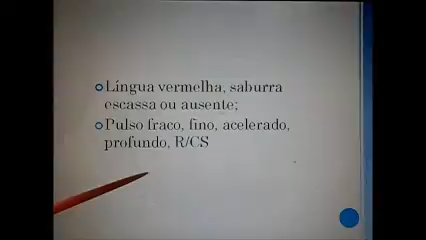 Língua vermelha, saburra
escassa ou ausente;
Pulso fraco, fino, acelerado,
profundo, R/CS